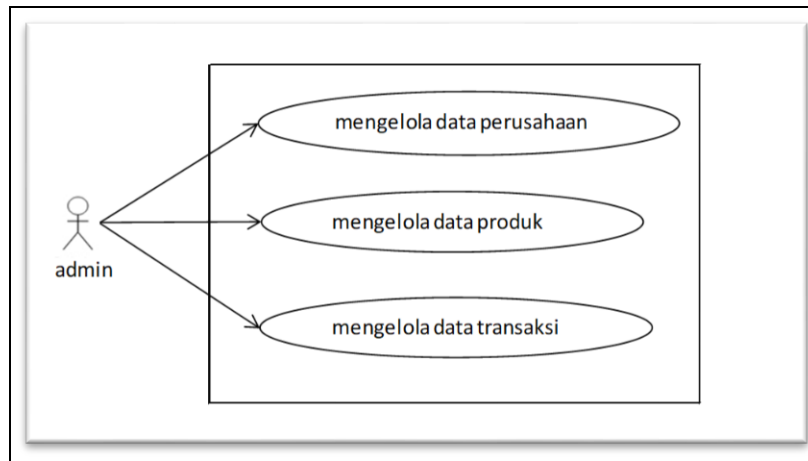 mengelola data perusahaan
mengelola data produk
admin
mengelola data transaksi